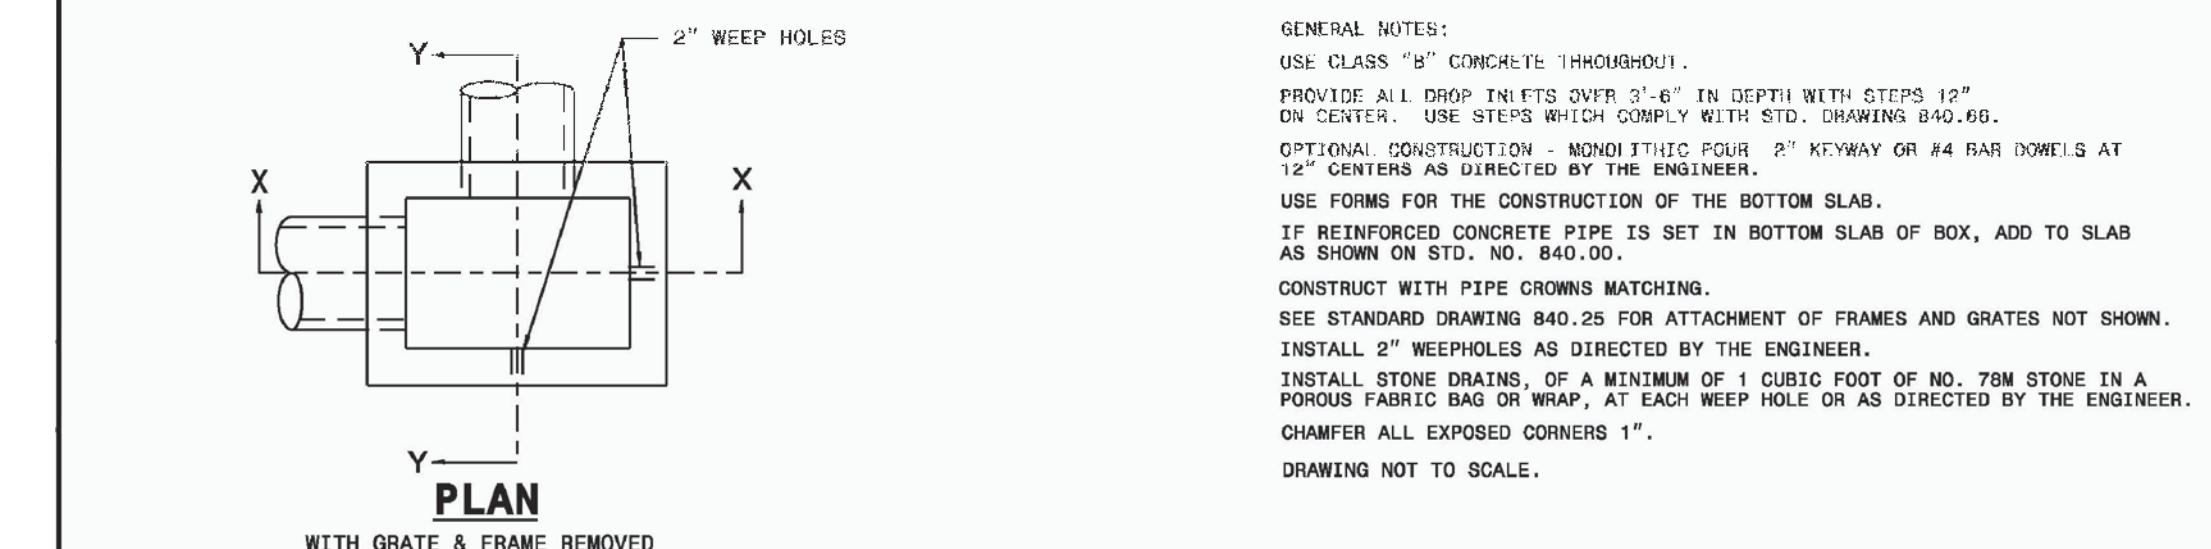 Y
2" WEEP HOLES
X
X
Y
PLAN
WITH GRATE & FRAME REMOVED
GENERAL NOTES:
USE CLASS "B" CONCRETE THROUGHOUT.
PROVIDE ALL DROP INLETS OVER 3'-6" IN DEPTH WITH STEPS 12"
ON CENTER. USE STEPS WHICH COMPLY WITH STD. DRAWING 840.66.
OPTIONAL CONSTRUCTION - MONOLITHIC POUR 2" KEYWAY OR #4 BAR DOWELS AT
12" CENTERS AS DIRECTED BY THE ENGINEER.
USE FORMS FOR THE CONSTRUCTION OF THE BOTTOM SLAB.
IF REINFORCED CONCRETE PIPE IS SET IN BOTTOM SLAB OF BOX, ADD TO SLAB
AS SHOWN ON STD. NO. 840.00.
CONSTRUCT WITH PIPE CROWNS MATCHING.
SEE STANDARD DRAWING 840.25 FOR ATTACHMENT OF FRAMES AND GRATES NOT SHOWN.
INSTALL 2" WEEPHOLES AS DIRECTED BY THE ENGINEER.
INSTALL STONE DRAINS, OF A MINIMUM OF 1 CUBIC FOOT OF NO. 78M STONE IN A
POROUS FABRIC BAG OR WRAP, AT EACH WEEP HOLE OR AS DIRECTED BY THE ENGINEER.
CHAMFER ALL EXPOSED CORNERS 1".
DRAWING NOT TO SCALE.